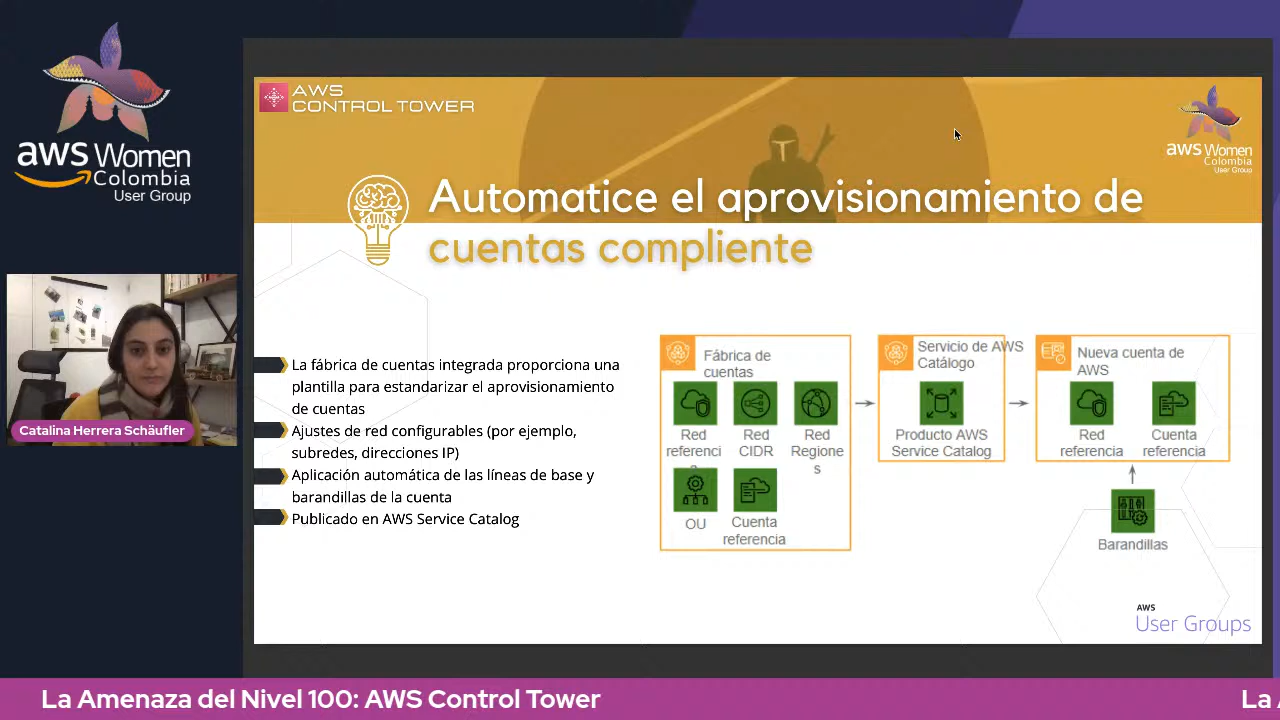 aws Women
Colombia
User Group
Catalina Herrera Schäufler
AWS
CONTROL TOWER
aws Women
Colombia
User Group
Automatice el aprovisionamiento de
cuentas compliente
La fábrica de cuentas integrada proporciona una
plantilla para estandarizar el aprovisionamiento
de cuentas
Ajustes de red configurables (por ejemplo,
subredes, direcciones IP)
Aplicación automática de las líneas de base y
barandillas de la cuenta
Publicado en AWS Service Catalog
Fábrica de
cuentas
Red
referenci
a
Red
CIDR
Red
Regione
s
OU
Cuenta
referencia
Servicio de AWS
Catálogo
Producto AWS
Service Catalog
Nueva cuenta de
AWS
Red
referencia
Cuenta
referencia
Barandillas
AWS
User Groups
La Amenaza del Nivel 100: AWS Control Tower
La